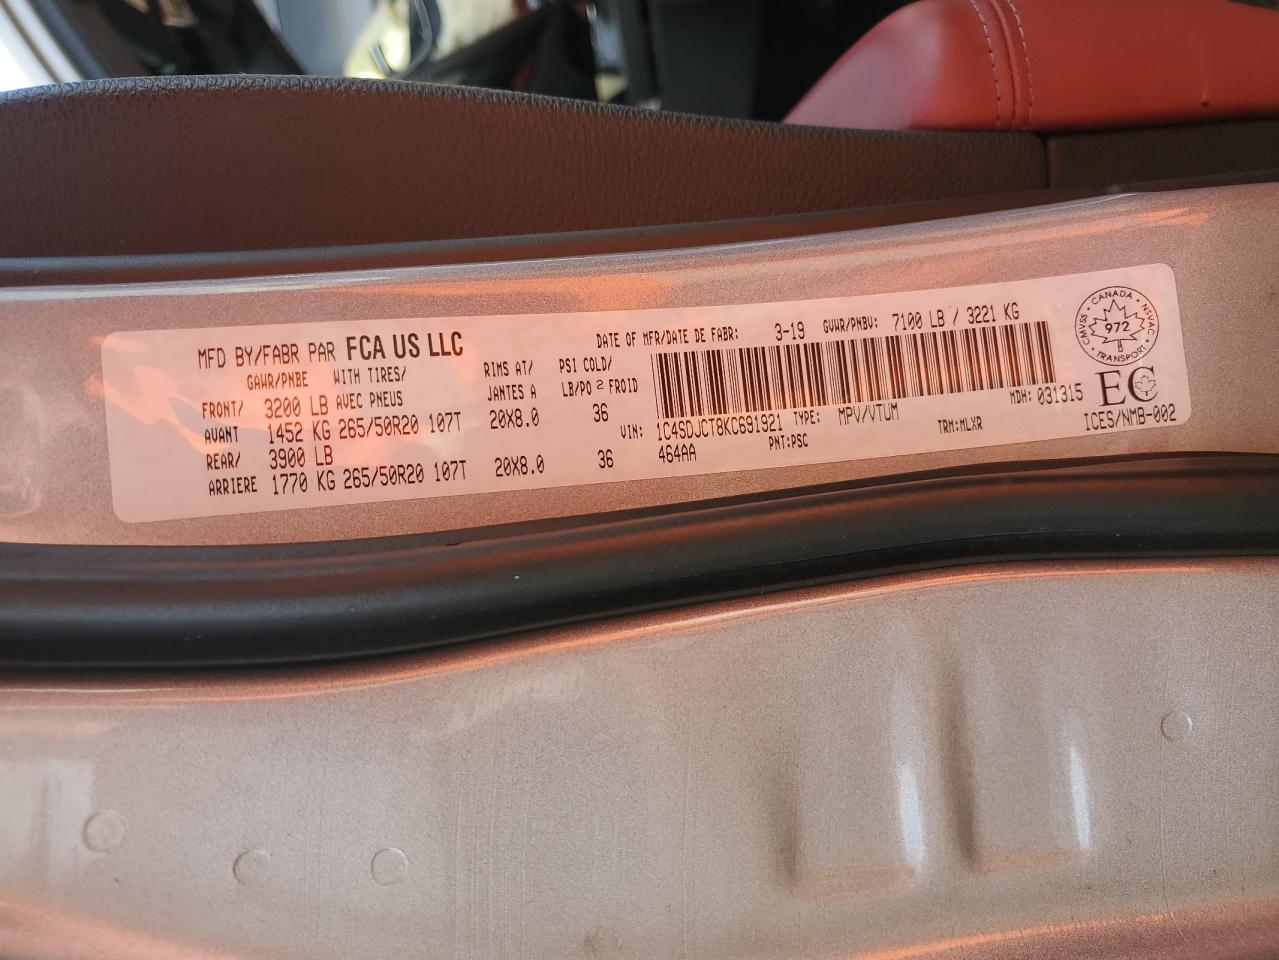 MFD BY/FABR PAR FCA US LLC
DATE OF MFR/DATE DE FABR: 3-19 GVWR/PNBV: 7100 LB / 3221 KG
GAWR/PNBE WITH TIRES/ RIMS AT/ PSI COLD/
AVEC PNEUS JANTES A LB/PO 2 FROID
FRONT/ 3200 LB
AVANT 1452 KG 265/50R20 107T 20X8.0 36
REAR/ 3900 LB
ARRIERE 1770 KG 265/50R20 107T 20X8.0 36
VIN: 1C4SDJCT8KC691921 TYPE: MPV/VTUM MDH: 031315
464AA PNT:PSC TRM:MLXR
CANADA
CMVSS NSVAC
972
TRANSPORT
EC
ICES/NMB-002